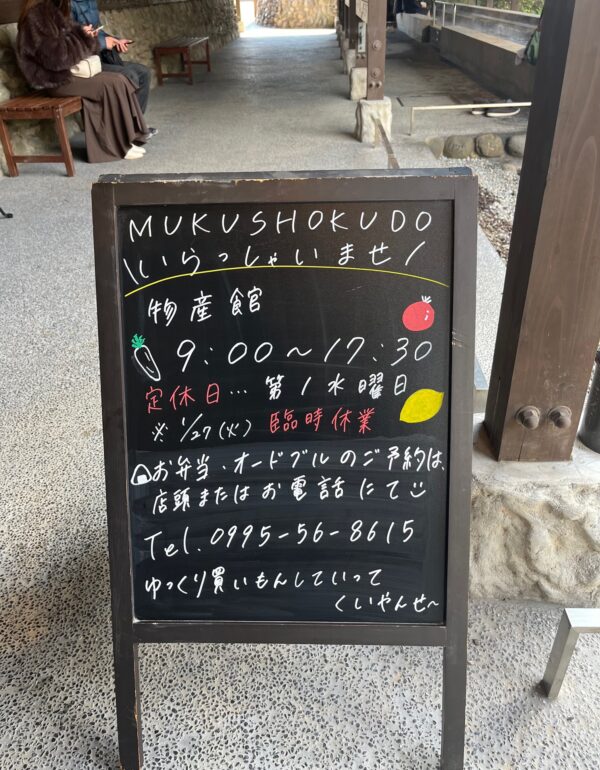 MUKUSHOKUDO
\いらっしゃいませ/
物産館
9:00〜17:30
定休日… 第1水曜日
※ 1/27(火) 臨時休業
お弁当、オードブルのご予約は、
店頭またはお電話にて
Tel. 0995-56-8615
ゆっくり買いもんしていって
くいやんせ~